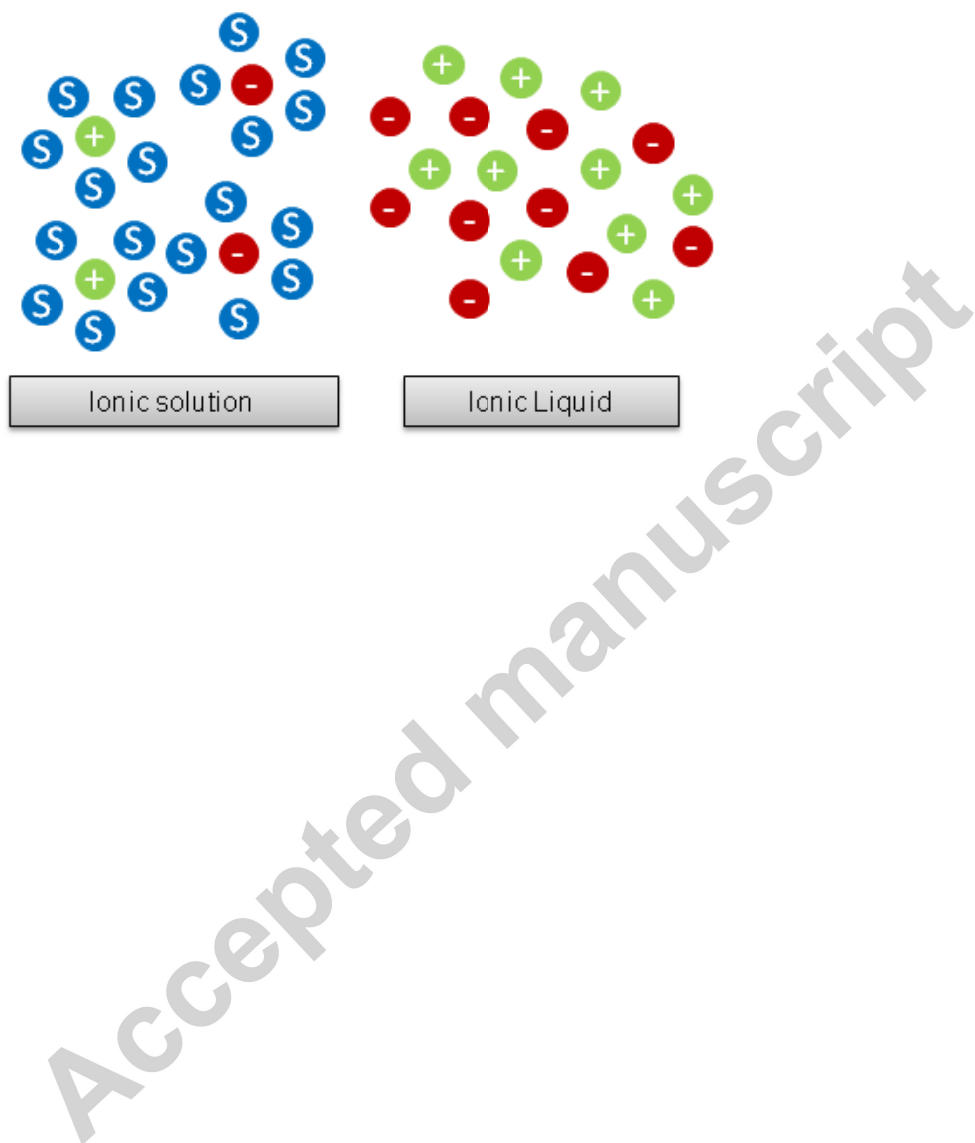 S
S S
S -
S S S
+ S
S S
S
S
S
S S
S -
+ S
S S
S S
+ + +
- - - -
+ + + +
- - - + -
+ - +
-
Ionic solution
Ionic Liquid
Accepted manuscript